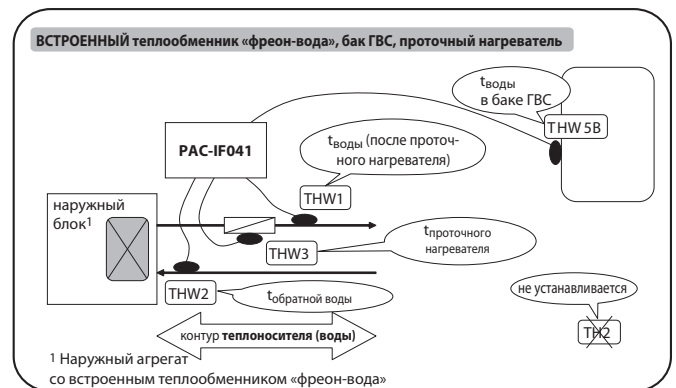 ВСТРОЕННЫЙ теплообменник «фреон-вода», бак ГВС, проточный нагреватель
tводы
в баке ГВС
THW 5B
PAC-IF041
tводы (после проточ-
ного нагревателя)
THW1
наружный
блок1
THW3
tпроточного
нагревателя
THW2
tобратной воды
не устанавливается
TH2
контур теплоносителя (воды)
1 Наружный агрегат
со встроенным теплообменником «фреон-вода»